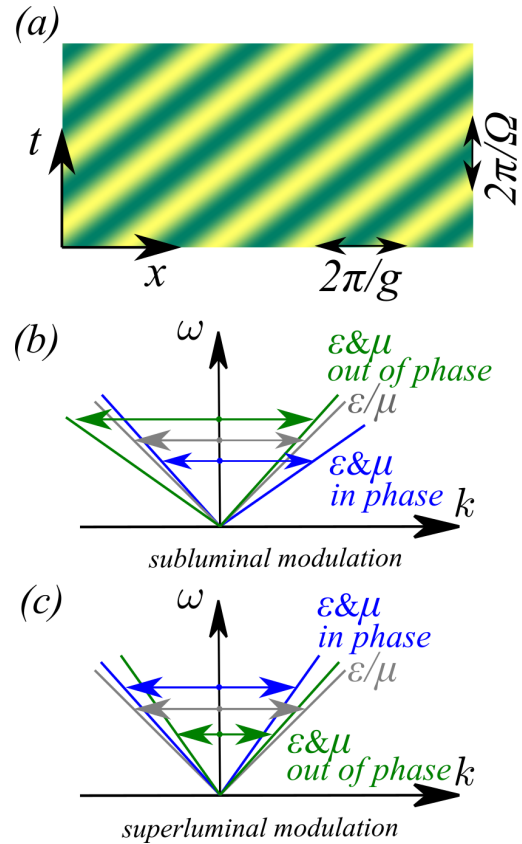 (a)
t
2π/Ω
x
2π/g
(b)
ω
ε&μ
out of phase
ε/μ
ε&μ
in phase
k
subluminal modulation
(c)
ω
ε&μ
in phase
ε/μ
ε&μ
out of phase
k
superluminal modulation